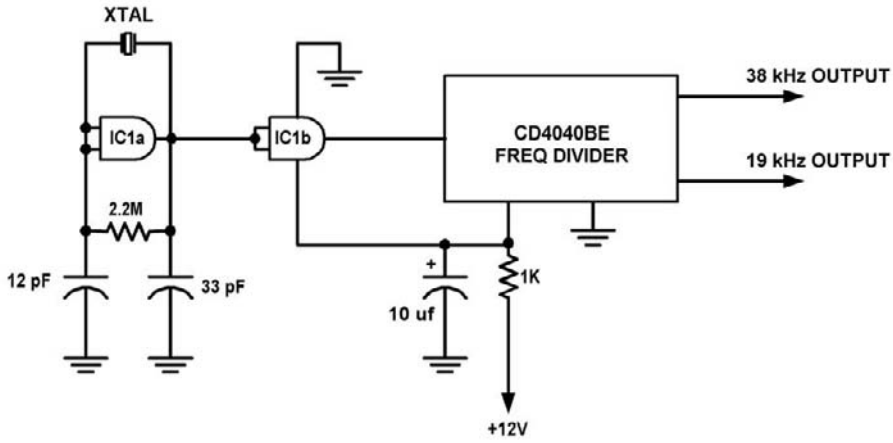 XTAL
IC1a
IC1b
CD4040BE
FREQ DIVIDER
38 kHz OUTPUT
19 kHz OUTPUT
2.2M
12 pF
33 pF
+
10 uf
1K
+12V